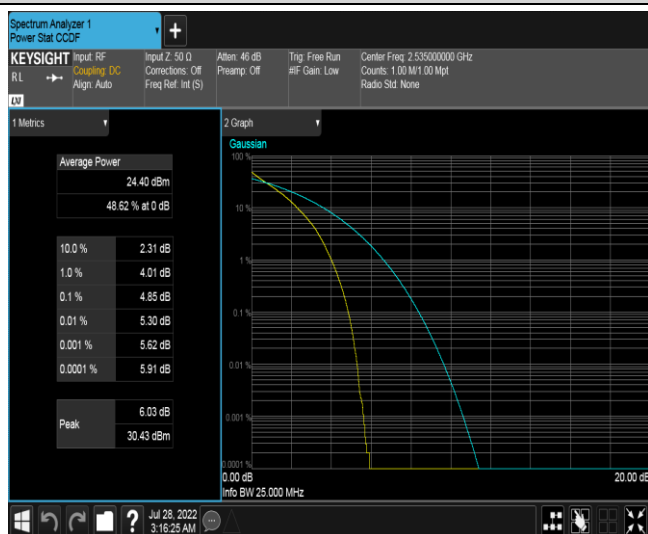 Spectrum Analyzer 1
Power Stat CCDF
+
KEYSIGHT
RL
LXI
Input: RF
Coupling: DC
Align: Auto
Input Z: 50 Ω
Corrections: Off
Freq Ref: Int (S)
Atten: 46 dB
Preamp: Off
Trig: Free Run
#IF Gain: Low
Center Freq: 2.535000000 GHz
Counts: 1.00 M/1.00 Mpt
Radio Std: None
1 Metrics
Average Power
24.40 dBm
48.62 % at 0 dB
10.0 % 2.31 dB
1.0 % 4.01 dB
0.1 % 4.85 dB
0.01 % 5.30 dB
0.001 % 5.62 dB
0.0001 % 5.91 dB
Peak
6.03 dB
30.43 dBm
2 Graph
Gaussian
100 %
10 %
1 %
0.1 %
0.01 %
0.001 %
0.0001 %
0.00 dB
20.00 dB
Info BW 25.000 MHz
?
Jul 28, 2022
3:16:25 AM